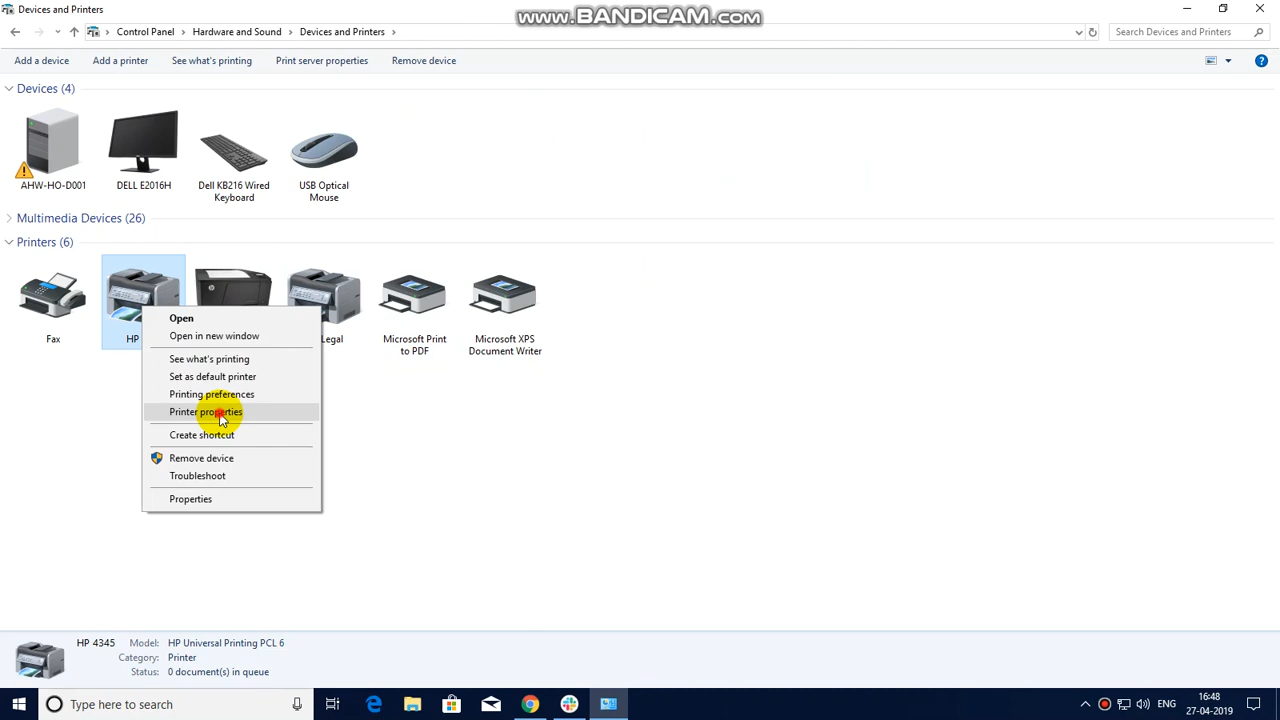 Devices and Printers
www.BANDICAM.com
Control Panel > Hardware and Sound > Devices and Printers >
Search Devices and Printers
Add a device
Add a printer
See what's printing
Print server properties
Remove device
Devices (4)
AHW-HO-D001
DELL E2016H
Dell KB216 Wired
Keyboard
USB Optical
Mouse
Multimedia Devices (26)
Printers (6)
Fax
HP
Legal
Microsoft Print
to PDF
Microsoft XPS
Document Writer
Open
Open in new window
See what's printing
Set as default printer
Printing preferences
Printer properties
Create shortcut
Remove device
Troubleshoot
Properties
HP 4345
Model: HP Universal Printing PCL 6
Category: Printer
Status: 0 document(s) in queue
Type here to search
ENG
16:48
27-04-2019